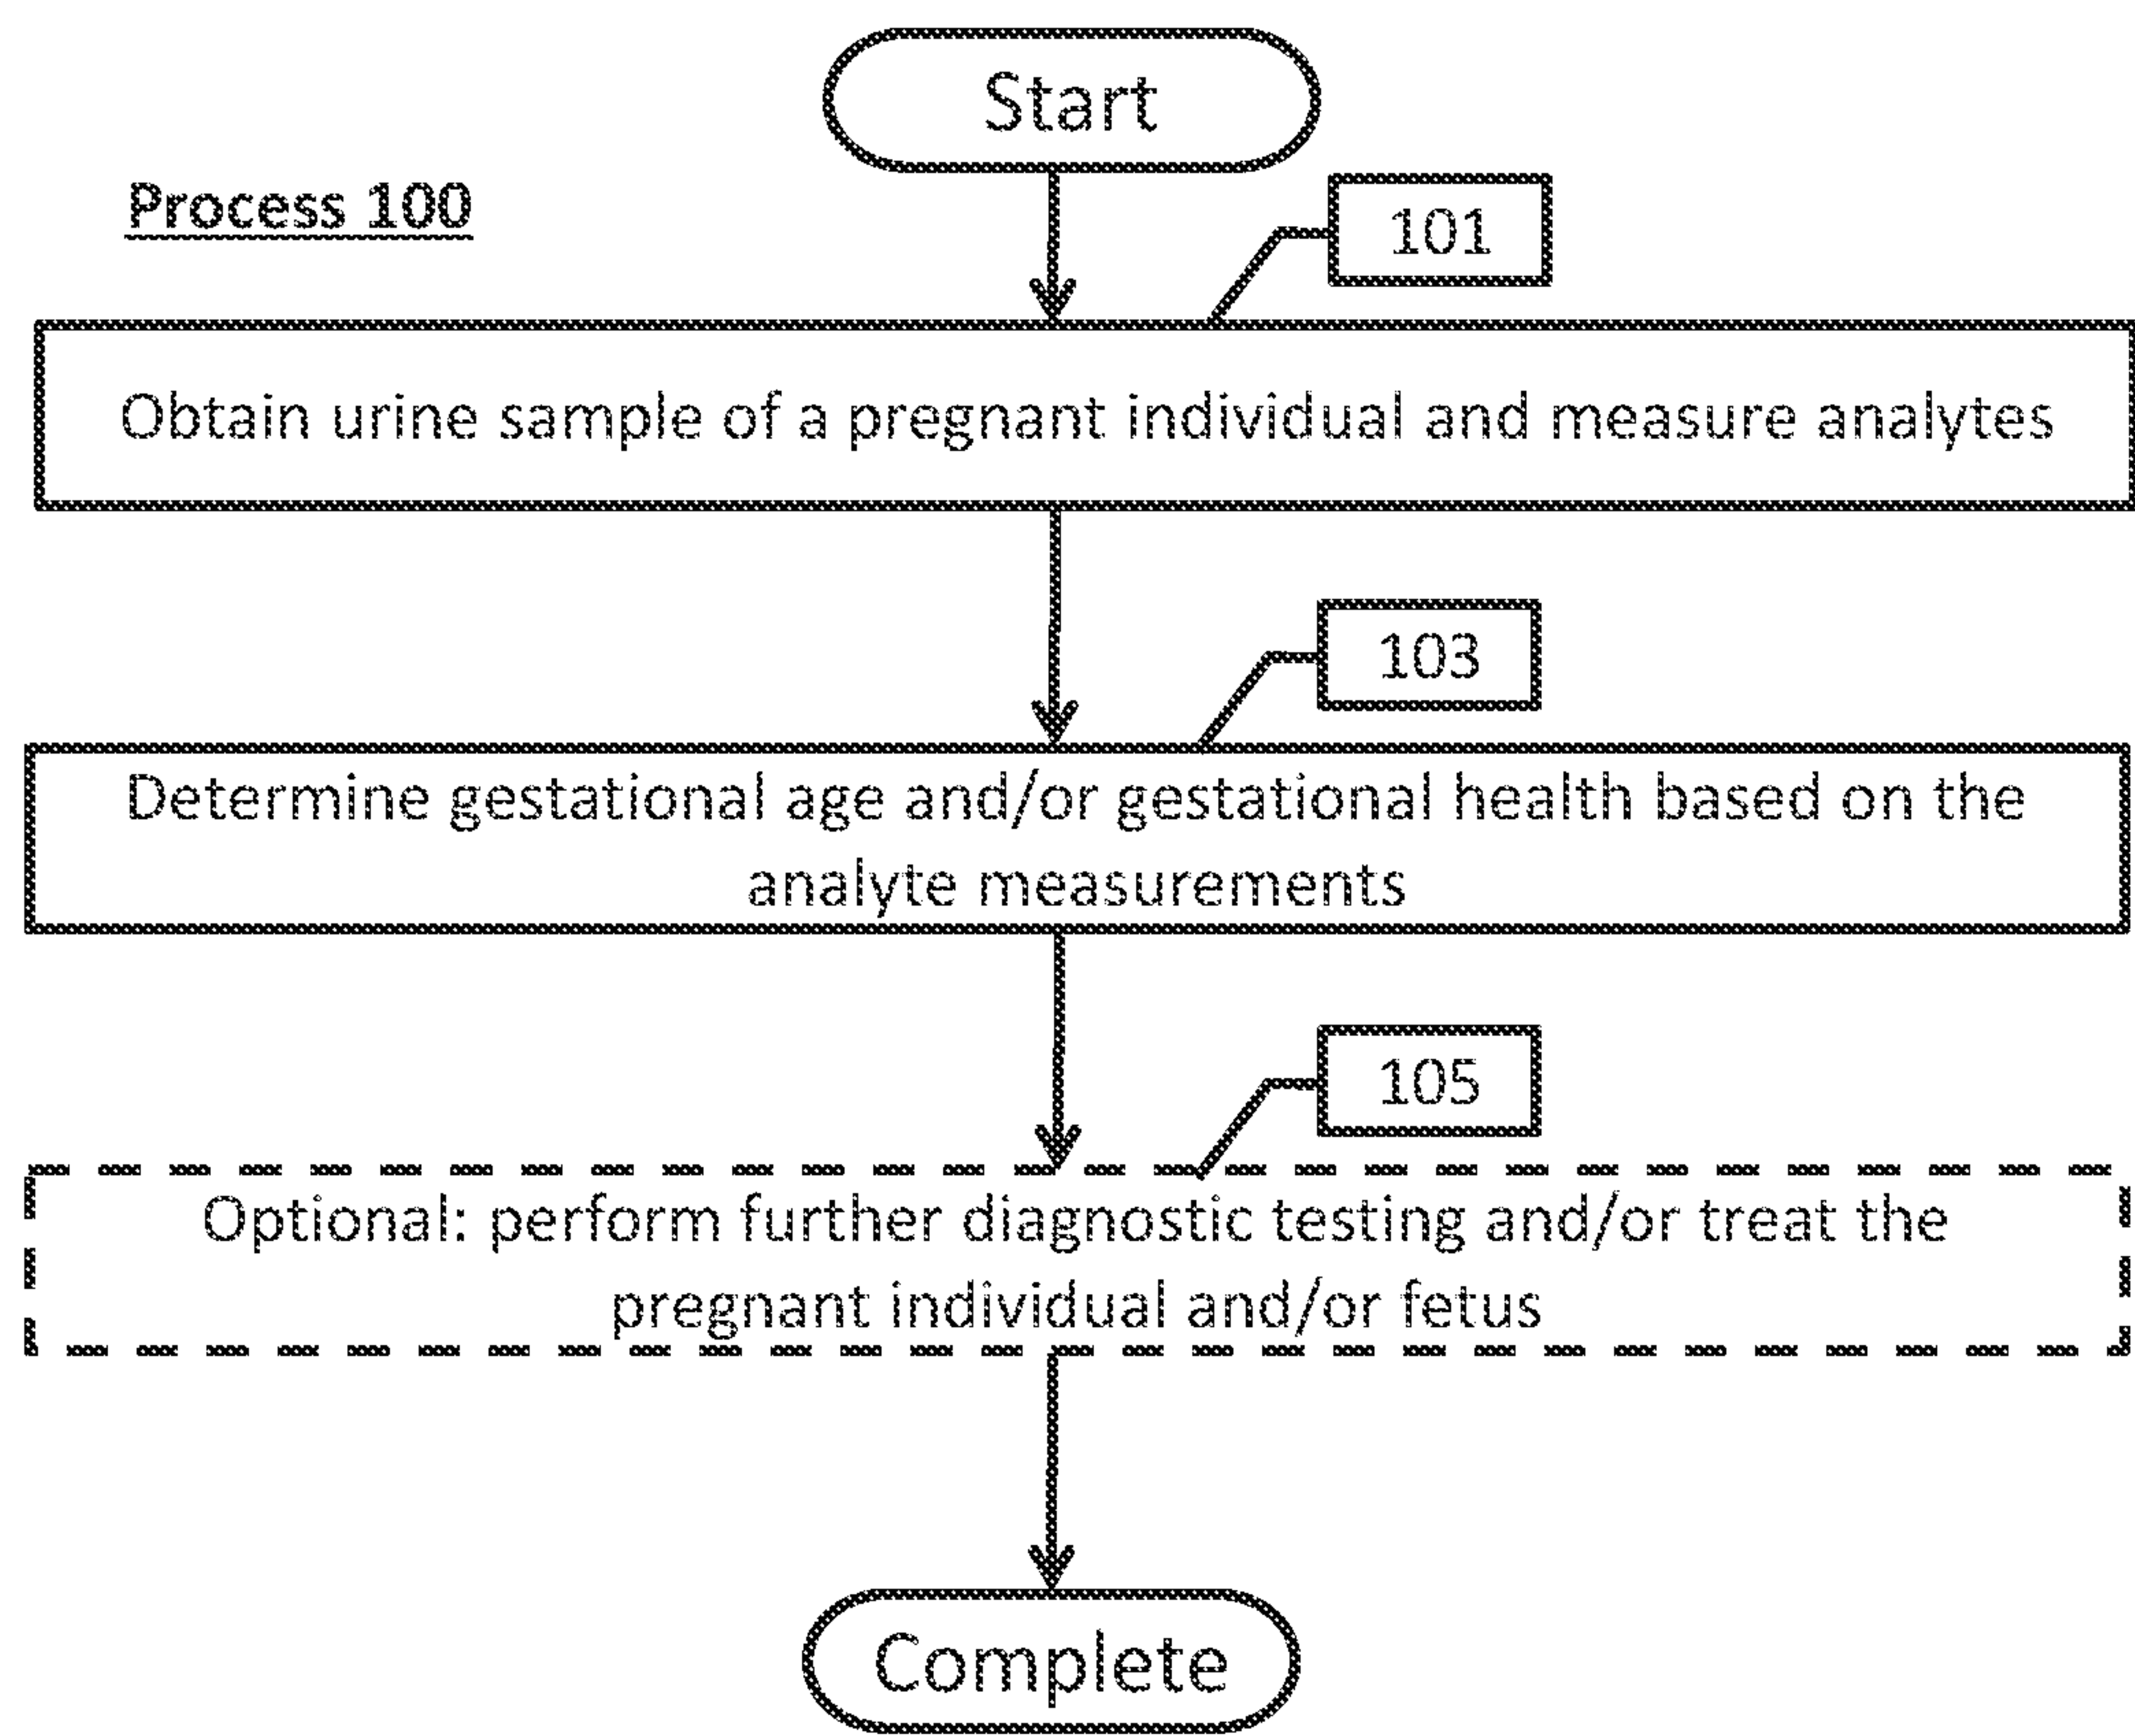 Start
Process 100
101
Obtain urine sample of a pregnant individual and measure analytes
103
Determine gestational age and/or gestational health based on the
analyte measurements
105
Optional: perform further diagnostic testing and/or treat the
pregnant individual and/or fetus
Complete